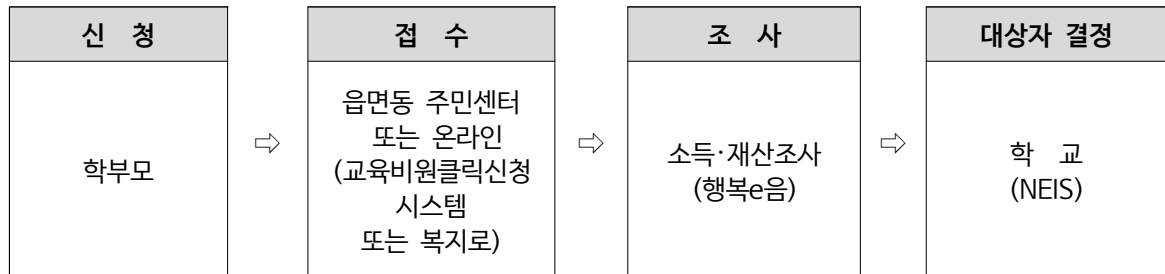 신 청
학부모
⇨
접 수
읍면동 주민센터
또는 온라인
(교육비원클릭신청
시스템
또는 복지로)
⇨
조 사
소득·재산조사
(행복e음)
⇨
대상자 결정
학 교
(NEIS)